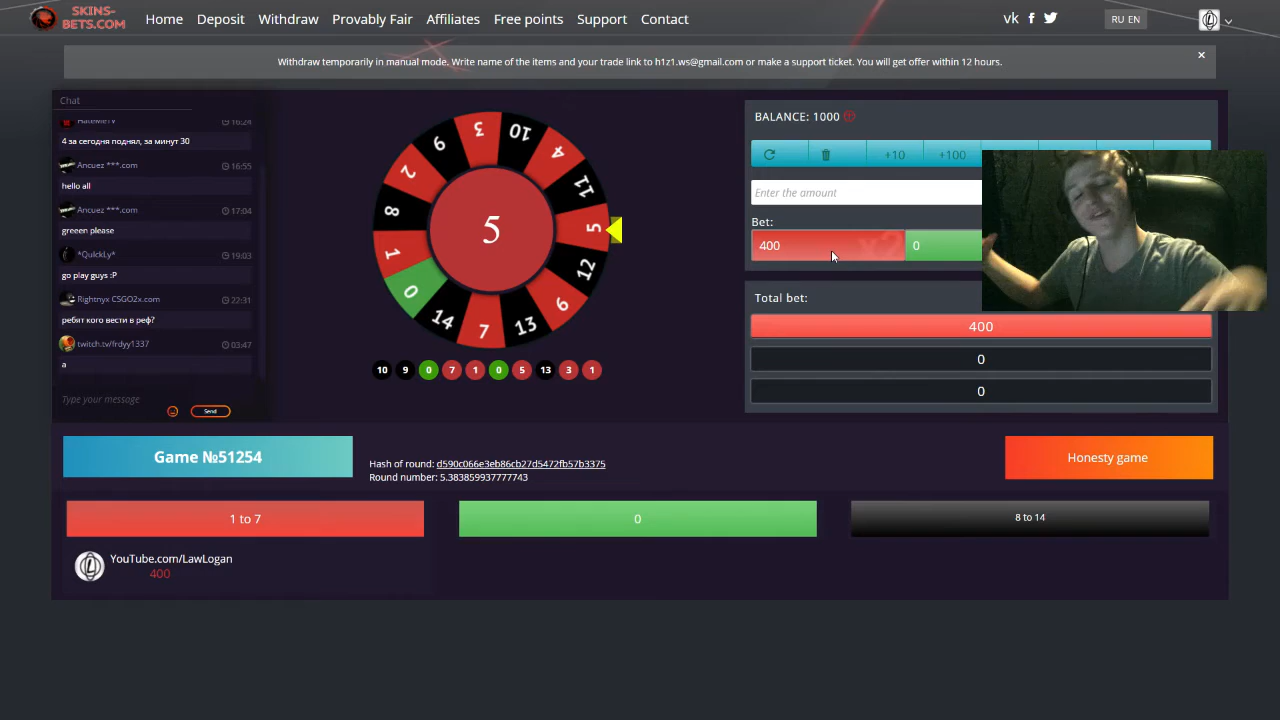 SKINS-
BETS.COM
Home Deposit Withdraw Provably Fair Affiliates Free points Support Contact
vk
RU EN
Withdraw temporarily in manual mode. Write name of the items and your trade link to h1z1.ws@gmail.com or make a support ticket. You will get offer within 12 hours.
Chat
16:24
4 за сегодня поднял, за минут 30
Ancuez ***.com 16:55
hello all
Ancuez ***.com 17:04
greeen please
*QuıckLy* 19:03
go play guys :P
Rightnyx CSGO2x.com 22:31
ребят кого вести в реф?
twitch.tv/frdyy1337 03:47
a
Type your message
Send
3 10 4 11 5 12 6 13 7 14 0 1 8 2 9
5
10 9 0 7 1 0 5 13 3 1
BALANCE: 1000
+10 +100
Enter the amount
Bet:
400 x2 0
Total bet:
400
0
0
Game №51254
Hash of round: d590c066e3eb86cb27d5472fb57b3375
Round number: 5.383859937777743
Honesty game
1 to 7
0
8 to 14
YouTube.com/LawLogan
400